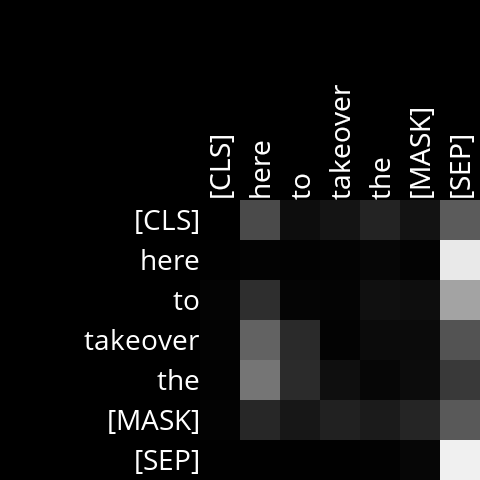 [CLS] here to takeover the [MASK] [SEP]
[CLS]
here
to
takeover
the
[MASK]
[SEP]